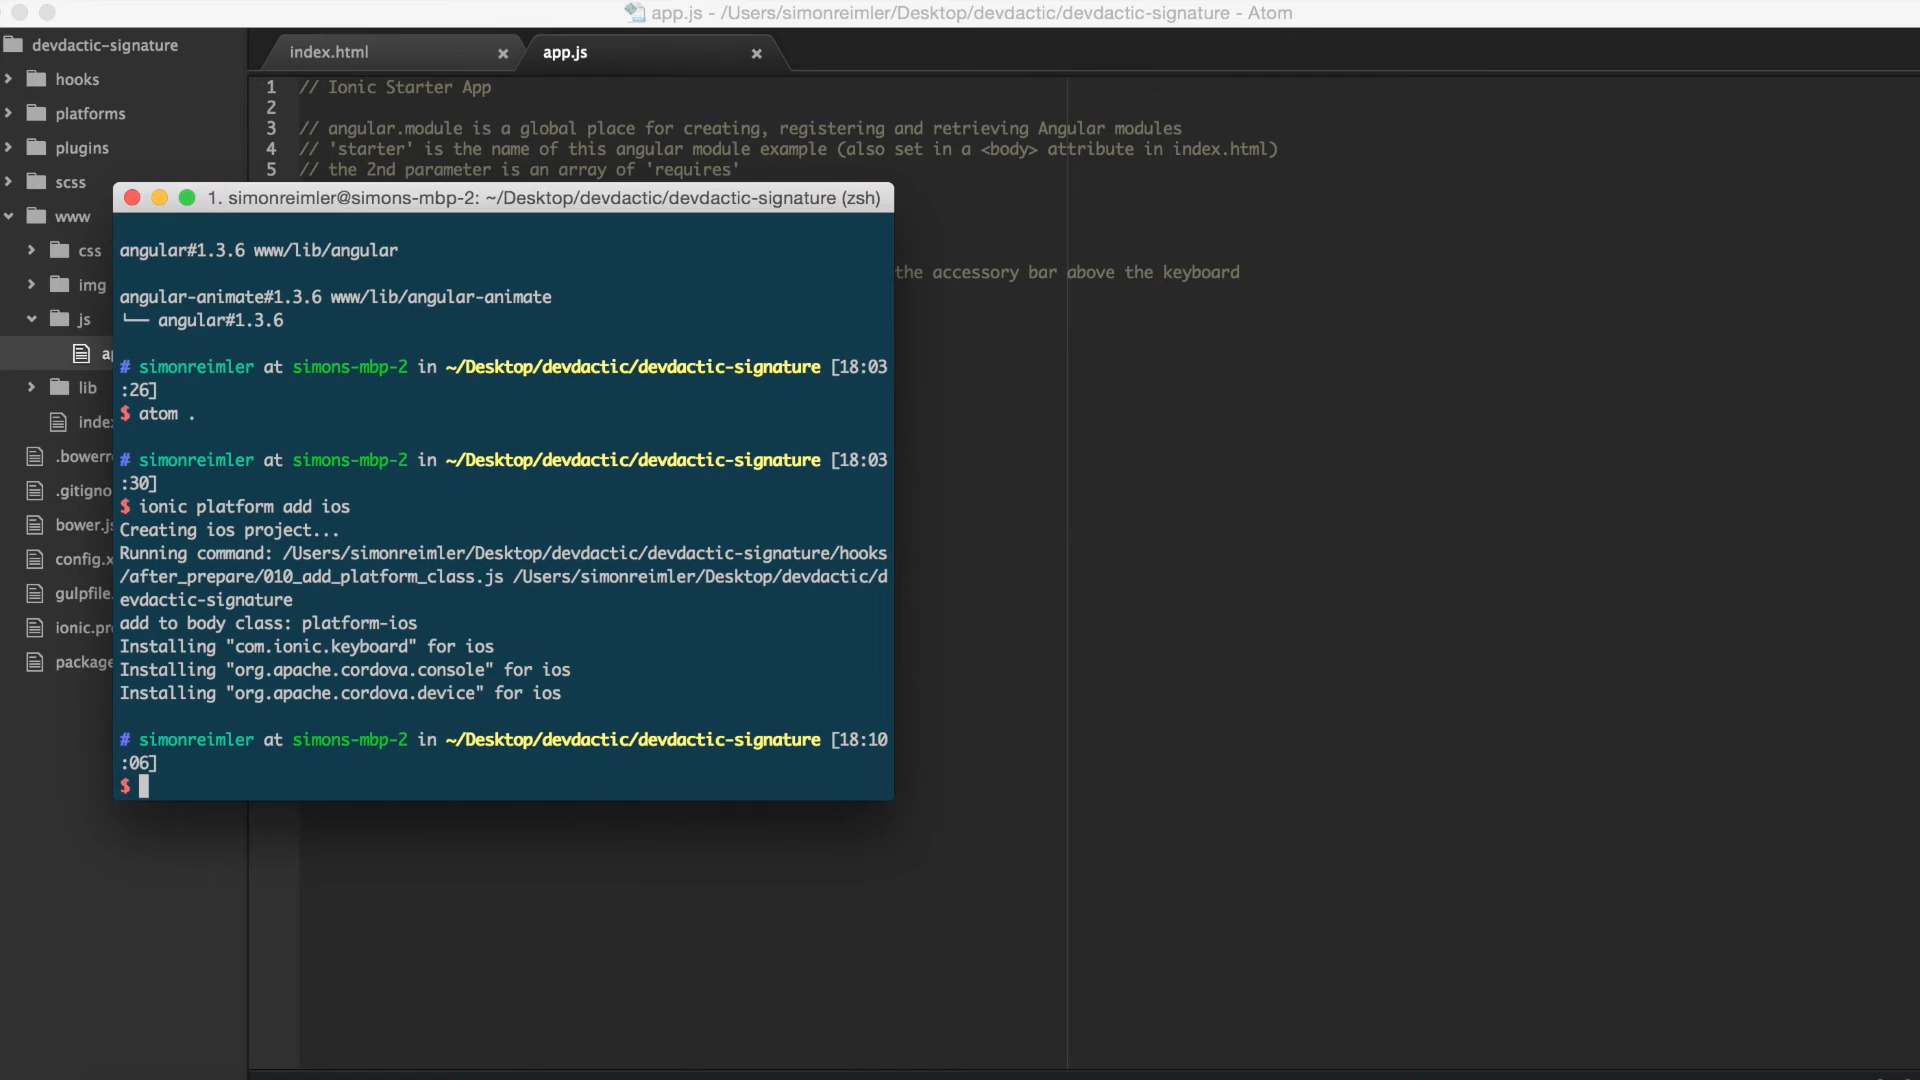 app.js - /Users/simonreimler/Desktop/devdactic/devdactic-signature - Atom
devdactic-signature
hooks
platforms
plugins
scss
www
css
img
js
ap
lib
index
.bowerr
.gitigno
bower.js
config.x
gulpfile.
ionic.pr
package
index.html
app.js
1 // Ionic Starter App
2
3 // angular.module is a global place for creating, registering and retrieving Angular modules
4 // 'starter' is the name of this angular module example (also set in a <body> attribute in index.html)
5 // the 2nd parameter is an array of 'requires'
the accessory bar above the keyboard
1. simonreimler@simons-mbp-2: ~/Desktop/devdactic/devdactic-signature (zsh)
angular#1.3.6 www/lib/angular
angular-animate#1.3.6 www/lib/angular-animate
└── angular#1.3.6
# simonreimler at simons-mbp-2 in ~/Desktop/devdactic/devdactic-signature [18:03
:26]
$ atom .
# simonreimler at simons-mbp-2 in ~/Desktop/devdactic/devdactic-signature [18:03
:30]
$ ionic platform add ios
Creating ios project...
Running command: /Users/simonreimler/Desktop/devdactic/devdactic-signature/hooks
/after_prepare/010_add_platform_class.js /Users/simonreimler/Desktop/devdactic/d
evdactic-signature
add to body class: platform-ios
Installing "com.ionic.keyboard" for ios
Installing "org.apache.cordova.console" for ios
Installing "org.apache.cordova.device" for ios
# simonreimler at simons-mbp-2 in ~/Desktop/devdactic/devdactic-signature [18:10
:06]
$